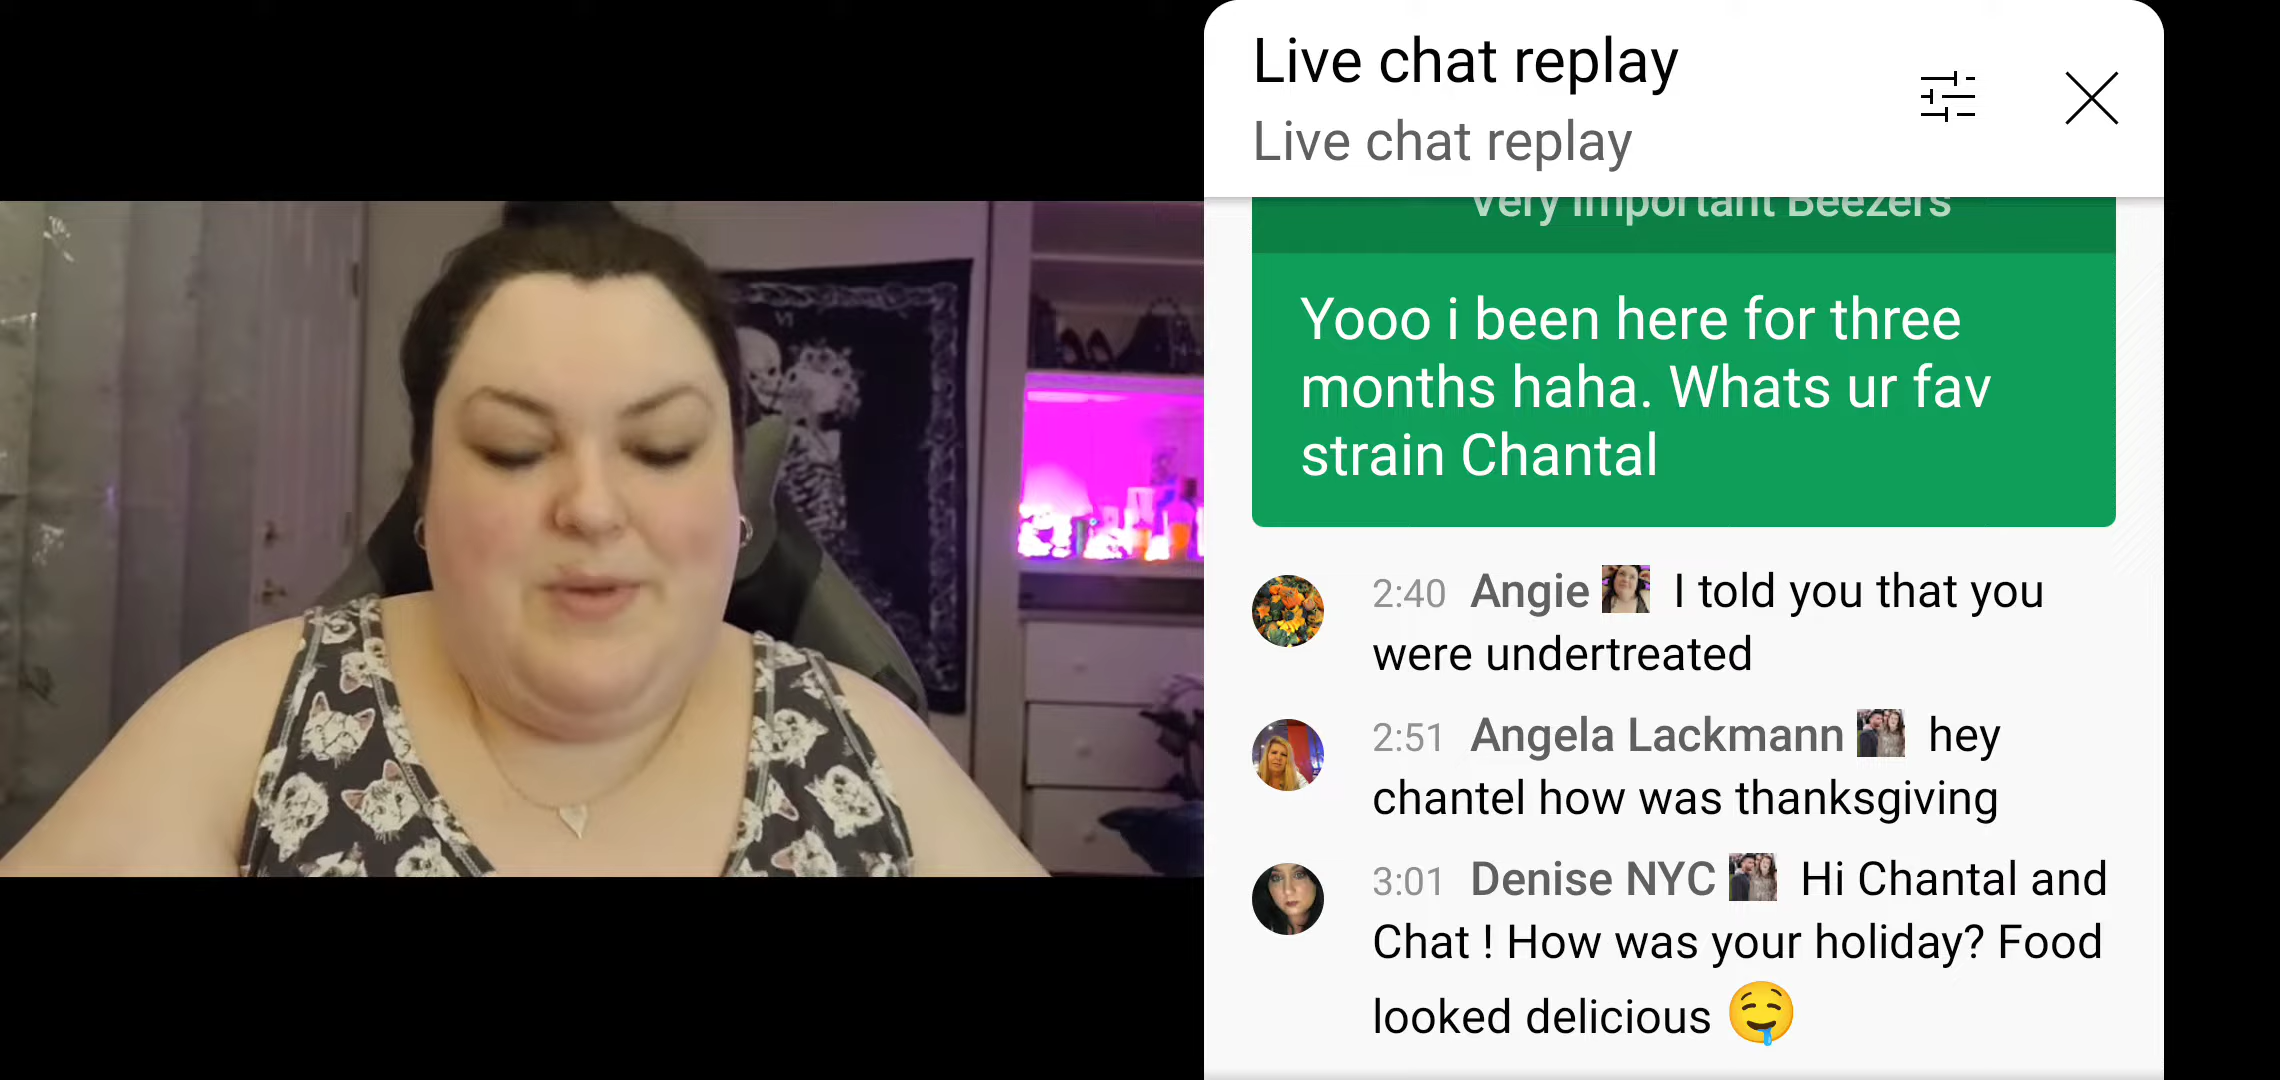 Live chat replay
Live chat replay
Very Important Beezers
Yooo i been here for three
months haha. Whats ur fav
strain Chantal
2:40 Angie I told you that you
were undertreated
2:51 Angela Lackmann hey
chantel how was thanksgiving
3:01 Denise NYC Hi Chantal and
Chat ! How was your holiday? Food
looked delicious 🤤
VI